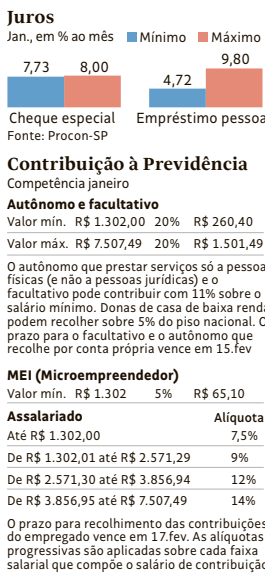 Juros
Jan., em % ao mês Mínimo Máximo
7,73 8,00 4,72 9,80
Cheque especial Empréstimo pessoa
Fonte: Procon-SP
Contribuição à Previdência
Competência janeiro
Autônomo e facultativo
Valor mín. R$ 1.302,00 20% R$ 260,40
Valor máx. R$ 7.507,49 20% R$ 1.501,49
O autônomo que prestar serviços só a pessoa
físicas (e não a pessoas jurídicas) e o
facultativo pode contribuir com 11% sobre o
salário mínimo. Donas de casa de baixa renda
podem recolher sobre 5% do piso nacional. O
prazo para o facultativo e o autônomo que
recolhe por conta própria vence em 15.fev
MEI (Microempreendedor)
Valor mín. R$ 1.302 5% R$ 65,10
Assalariado Alíquota
Até R$ 1.302,00 7,5%
De R$ 1.302,01 até R$ 2.571,29 9%
De R$ 2.571,30 até R$ 3.856,94 12%
De R$ 3.856,95 até R$ 7.507,49 14%
O prazo para recolhimento das contribuições
do empregado vence em 17.fev. As alíquotas
progressivas são aplicadas sobre cada faixa
salarial que compõe o salário de contribuição